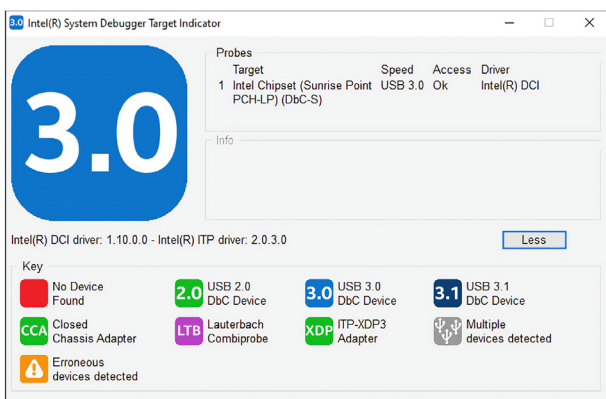 3.0 Intel(R) System Debugger Target Indicator
3.0
Probes
Target Speed Access Driver
1 Intel Chipset (Sunrise Point USB 3.0 Ok Intel(R) DCI
PCH-LP) (DbC-S)
Info
Intel(R) DCI driver: 1.10.0.0 - Intel(R) ITP driver: 2.0.3.0
Less
Key
No Device
Found
2.0 USB 2.0
DbC Device
3.0 USB 3.0
DbC Device
3.1 USB 3.1
DbC Device
CCA Closed
Chassis Adapter
LTB Lauterbach
Combiprobe
XDP ITP-XDP3
Adapter
Multiple
devices detected
Erroneous
devices detected